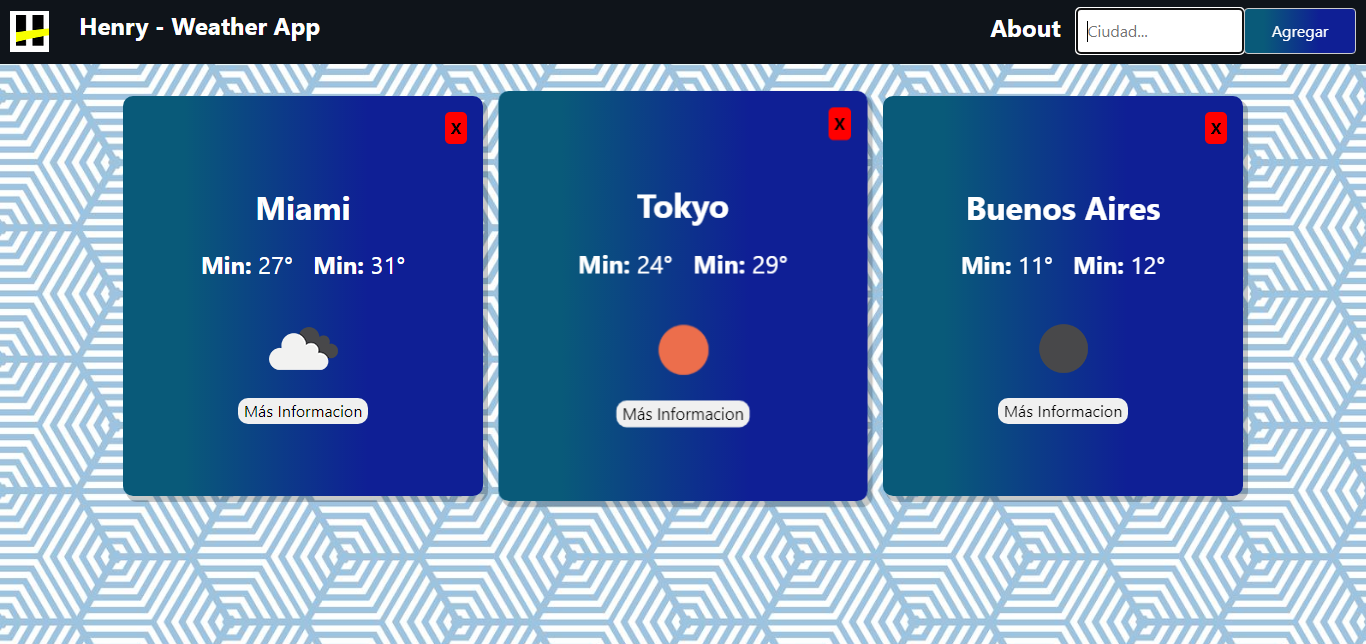 Henry - Weather App
About
Ciudad...
Agregar
X
Miami
Min: 27° Min: 31°
Más Informacion
X
Tokyo
Min: 24° Min: 29°
Más Informacion
X
Buenos Aires
Min: 11° Min: 12°
Más Informacion